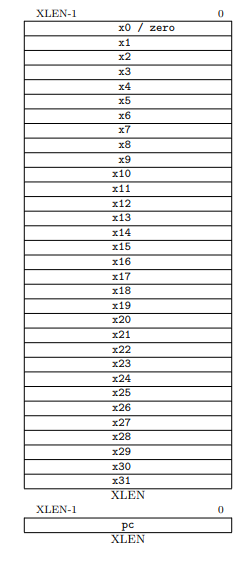 XLEN-1 0
x0 / zero
x1
x2
x3
x4
x5
x6
x7
x8
x9
x10
x11
x12
x13
x14
x15
x16
x17
x18
x19
x20
x21
x22
x23
x24
x25
x26
x27
x28
x29
x30
x31
XLEN
XLEN-1 0
pc
XLEN